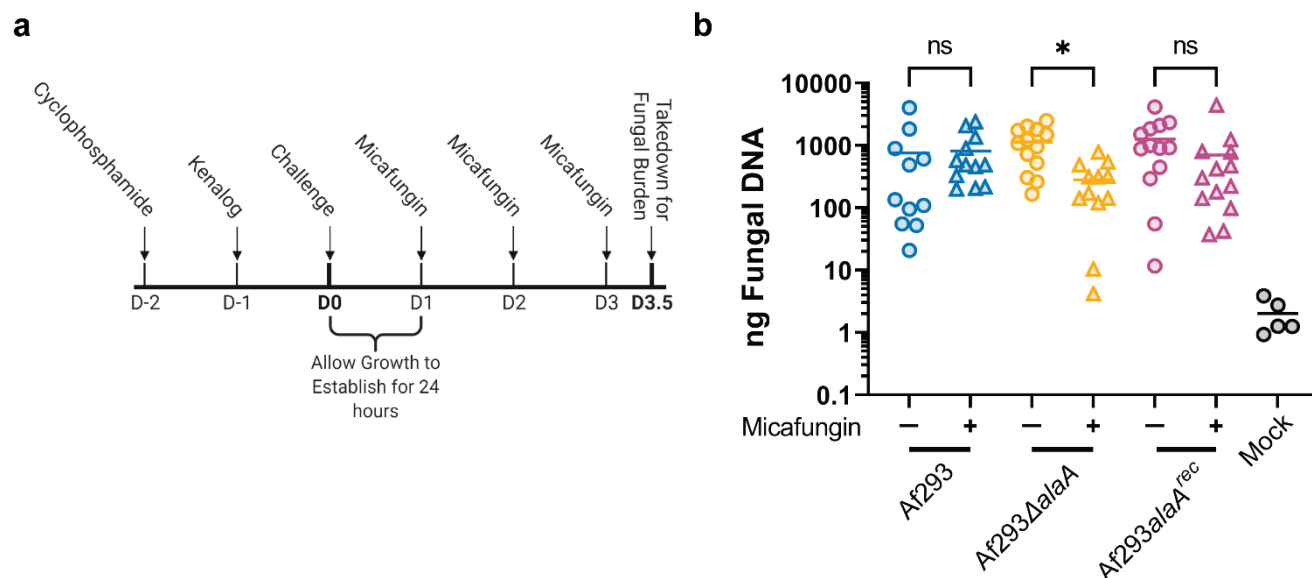 a
Cyclophosphamide
Kenalog
Challenge
Micafungin
Micafungin
Micafungin
Takedown for
Fungal Burden
D-2
D-1
D0
D1
D2
D3
D3.5
Allow Growth to
Establish for 24
hours
b
ns
*
ns
10000
1000
100
10
1
0.1
ng Fungal DNA
Micafungin
− + − + − +
Af293
Af293ΔalaA
Af293alaA^rec
Mock